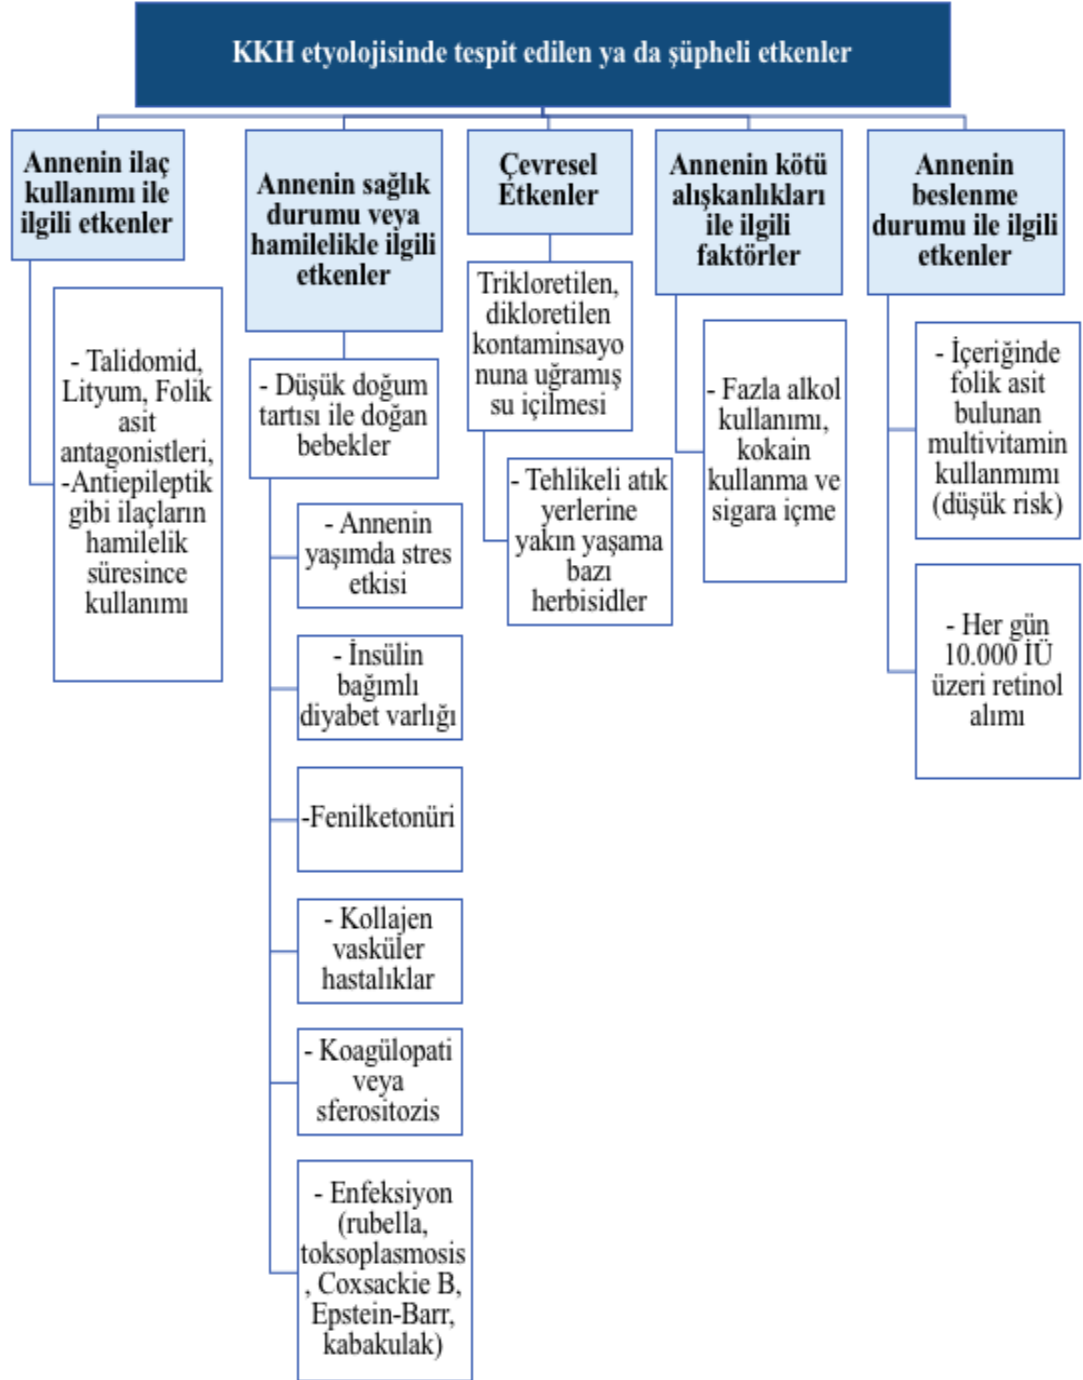 KKH etyolojisinde tespit edilen ya da şüpheli etkenler
Annenin ilaç
kullanımı ile
ilgili etkenler
- Talidomid,
Lityum, Folik
asit
antagonistleri,
-Antiepileptik
gibi ilaçların
hamilelik
süresince
kullanımı
Annenin sağlık
durumu veya
hamilelikle ilgili
etkenler
- Düşük doğum
tartısı ile doğan
bebekler
- Annenin
yaşımda stres
etkisi
- İnsülin
bağımlı
diyabet varlığı
-Fenilketonüri
- Kollajen
vasküler
hastalıklar
- Koagülopati
veya
sferositozis
- Enfeksiyon
(rubella,
toksoplasmosis
, Coxsackie B,
Epstein-Barr,
kabakulak)
Çevresel
Etkenler
Trikloretilen,
dikloretilen
kontaminsayo
nuna uğramış
su içilmesi
- Tehlikeli atık
yerlerine
yakın yaşama
bazı
herbisidler
Annenin kötü
alışkanlıkları
ile ilgili
faktörler
- Fazla alkol
kullanımı,
kokain
kullanma ve
sigara içme
Annenin
beslenme
durumu ile ilgili
etkenler
- İçeriğinde
folik asit
bulunan
multivitamin
kullanmımı
(düşük risk)
- Her gün
10.000 İÜ
üzeri retinol
alımı